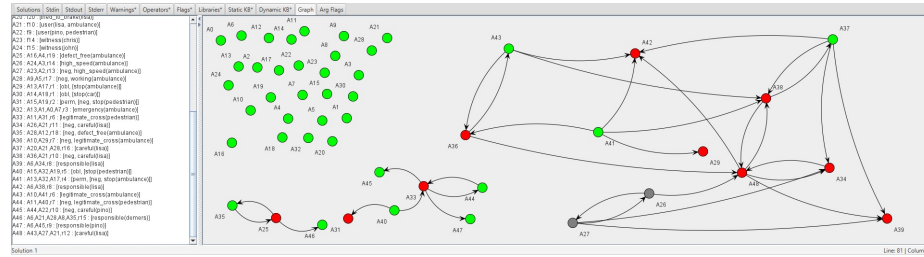 Solutions Stdin Stdout Stderr Warnings* Operators* Flags* Libraries* Static KB* Dynamic KB* Graph Arg Flags
A21 : f10 : [user(lisa, ambulance)]
A22 : f9 : [user(pino, pedestrian)]
A23 : f14 : [witness(chris)]
A24 : f15 : [witness(john)]
A25 : A16,A4,r19 : [defect_free(ambulance)]
A26 : A24,A3,r14 : [high_speed(ambulance)]
A27 : A23,A2,r13 : [neg, high_speed(ambulance)]
A28 : A9,A5,r17 : [neg, working(ambulance)]
A29 : A13,A17,r1 : [obl, [stop(ambulance)]]
A30 : A14,A18,r1 : [obl, [stop(car)]]
A31 : A15,A19,r2 : [perm, [neg, stop(pedestrian)]]
A32 : A13,A1,A0,A7,r3 : [emergency(ambulance)]
A33 : A11,A31,r6 : [legitimate_cross(pedestrian)]
A34 : A26,A21,r11 : [neg, careful(lisa)]
A35 : A28,A12,r18 : [neg, defect_free(ambulance)]
A36 : A10,A29,r7 : [neg, legitimate_cross(ambulance)]
A37 : A20,A21,A28,r16 : [careful(lisa)]
A38 : A36,A21,r10 : [neg, careful(lisa)]
A39 : A6,A34,r8 : [responsible(lisa)]
A40 : A15,A32,A19,r5 : [obl, [stop(pedestrian)]]
A41 : A13,A32,A17,r4 : [perm, [neg, stop(ambulance)]]
A42 : A6,A38,r8 : [responsible(lisa)]
A43 : A10,A41,r6 : [legitimate_cross(ambulance)]
A44 : A11,A40,r7 : [neg, legitimate_cross(pedestrian)]
A45 : A44,A22,r10 : [neg, careful(pino)]
A46 : A6,A21,A28,A8,A35,r15 : [responsible(demers)]
A47 : A6,A45,r9 : [responsible(pino)]
A48 : A43,A27,A21,r12 : [careful(lisa)]
A0 A6 A12 A14 A11 A9 A21
A13 A2 A17 A22 A23 A8 A28
A24 A19 A7 A15 A30 A3
A10 A4 A5 A1
A16 A18 A32 A20
A43 A42 A37
A38
A36 A41 A29
A48 A34
A26
A27 A39
A45 A33 A44
A35 A25 A46 A31 A40 A47
Solution 1
Line: 81 | Column